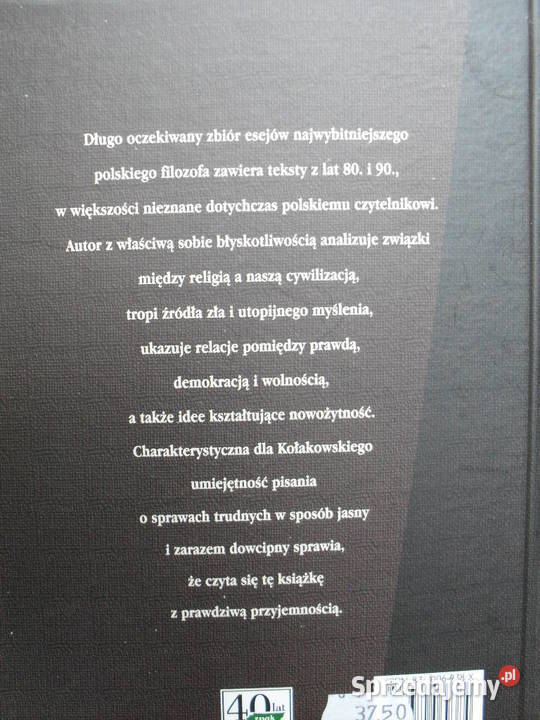 Długo oczekiwany zbiór esejów najwybitniejszego
polskiego filozofa zawiera teksty z lat 80. i 90.,
w większości nieznane dotychczas polskiemu czytelnikowi.
Autor z właściwą sobie błyskotliwością analizuje związki
między religią a naszą cywilizacją,
tropi źródła zła i utopijnego myślenia,
ukazuje relacje pomiędzy prawdą,
demokracją i wolnością,
a także idee kształtujące nowożytność.
Charakterystyczna dla Kołakowskiego
umiejętność pisania
o sprawach trudnych w sposób jasny
i zarazem dowcipny sprawia,
że czyta się tę książkę
z prawdziwą przyjemnością.
Sprzedajemy.pl
40 lat
znak
37.50